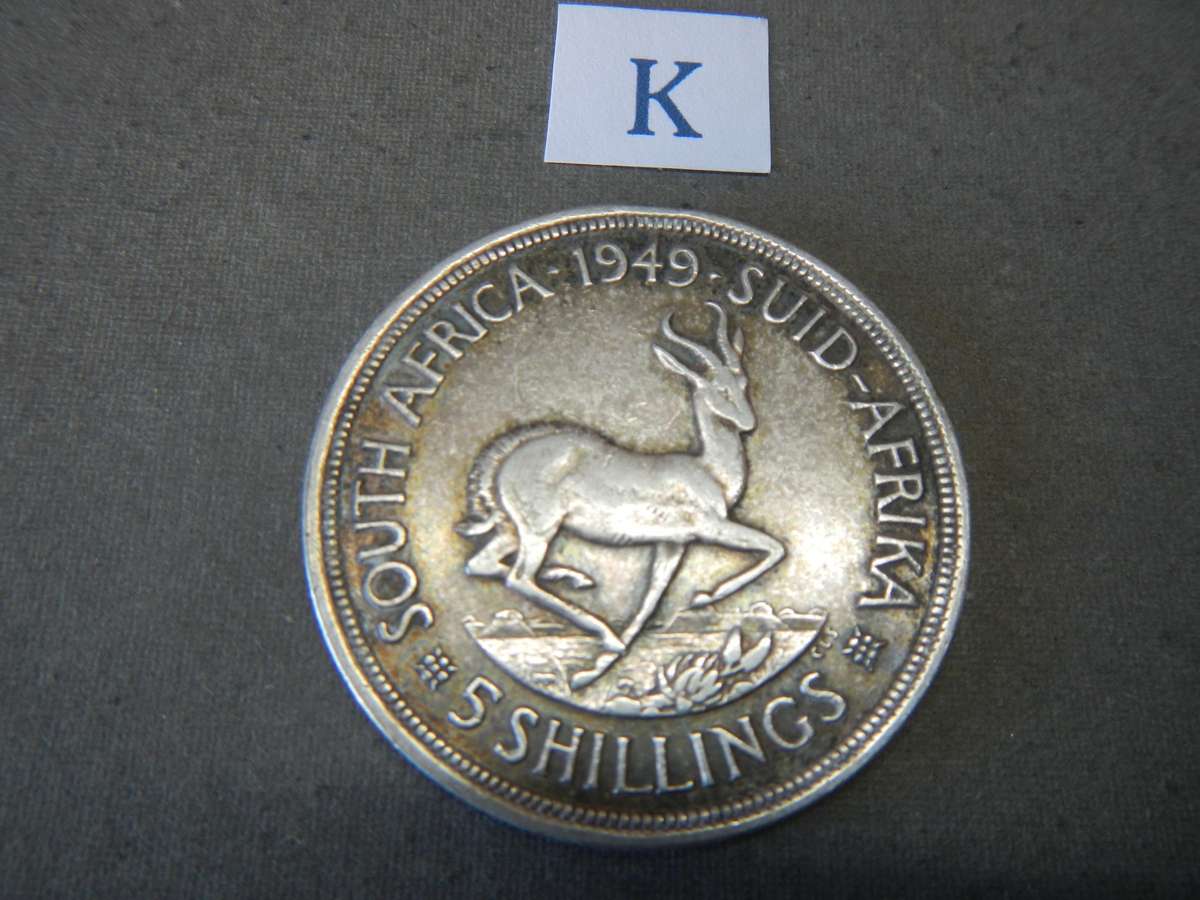 K
SOUTH AFRICA · 1949 · SUID-AFRIKA
5 SHILLINGS